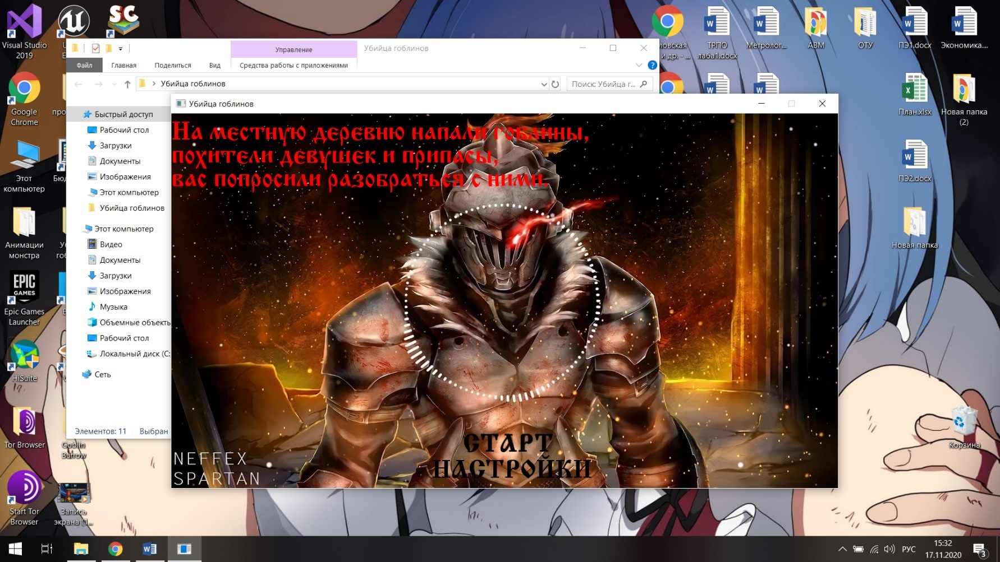 Visual Studio
2019
SC
Управление
Убийца гоблинов
Файл
Главная
Поделиться
Вид
Средства работы с приложениями
Убийца гоблинов
Поиск: Убийца г...
Убийца гоблинов
На местную деревню напали гоблины,
похители девушек и припасы,
вас попросили разобраться с ними.
СТАРТ
НАСТРОЙКИ
NEFFEX
SPARTAN
Быстрый доступ
Рабочий стол
Загрузки
Документы
Изображения
Этот компьютер
Убийца гоблинов
Этот компьютер
Видео
Документы
Загрузки
Изображения
Музыка
Объемные объекты
Рабочий стол
Локальный диск (C:
Сеть
Элементов: 11
Выбран
Google
Chrome
Этот
компьютер
Анимации
монстра
EPIC
GAMES
Epic Games
Launcher
HiSuite
Tor Browser
Goblin
Burrow
Start Tor
Browser
Запись
экрана (1...
и др. - ...
ТРПО
лаба1.docx
Метролог...
АВМ
ОТУ
ПЭ1.docx
Экономика....
План.xlsx
Новая папка
(2)
ПЭ2.docx
Новая папка
Корзина
РУС
15:32
17.11.2020
3